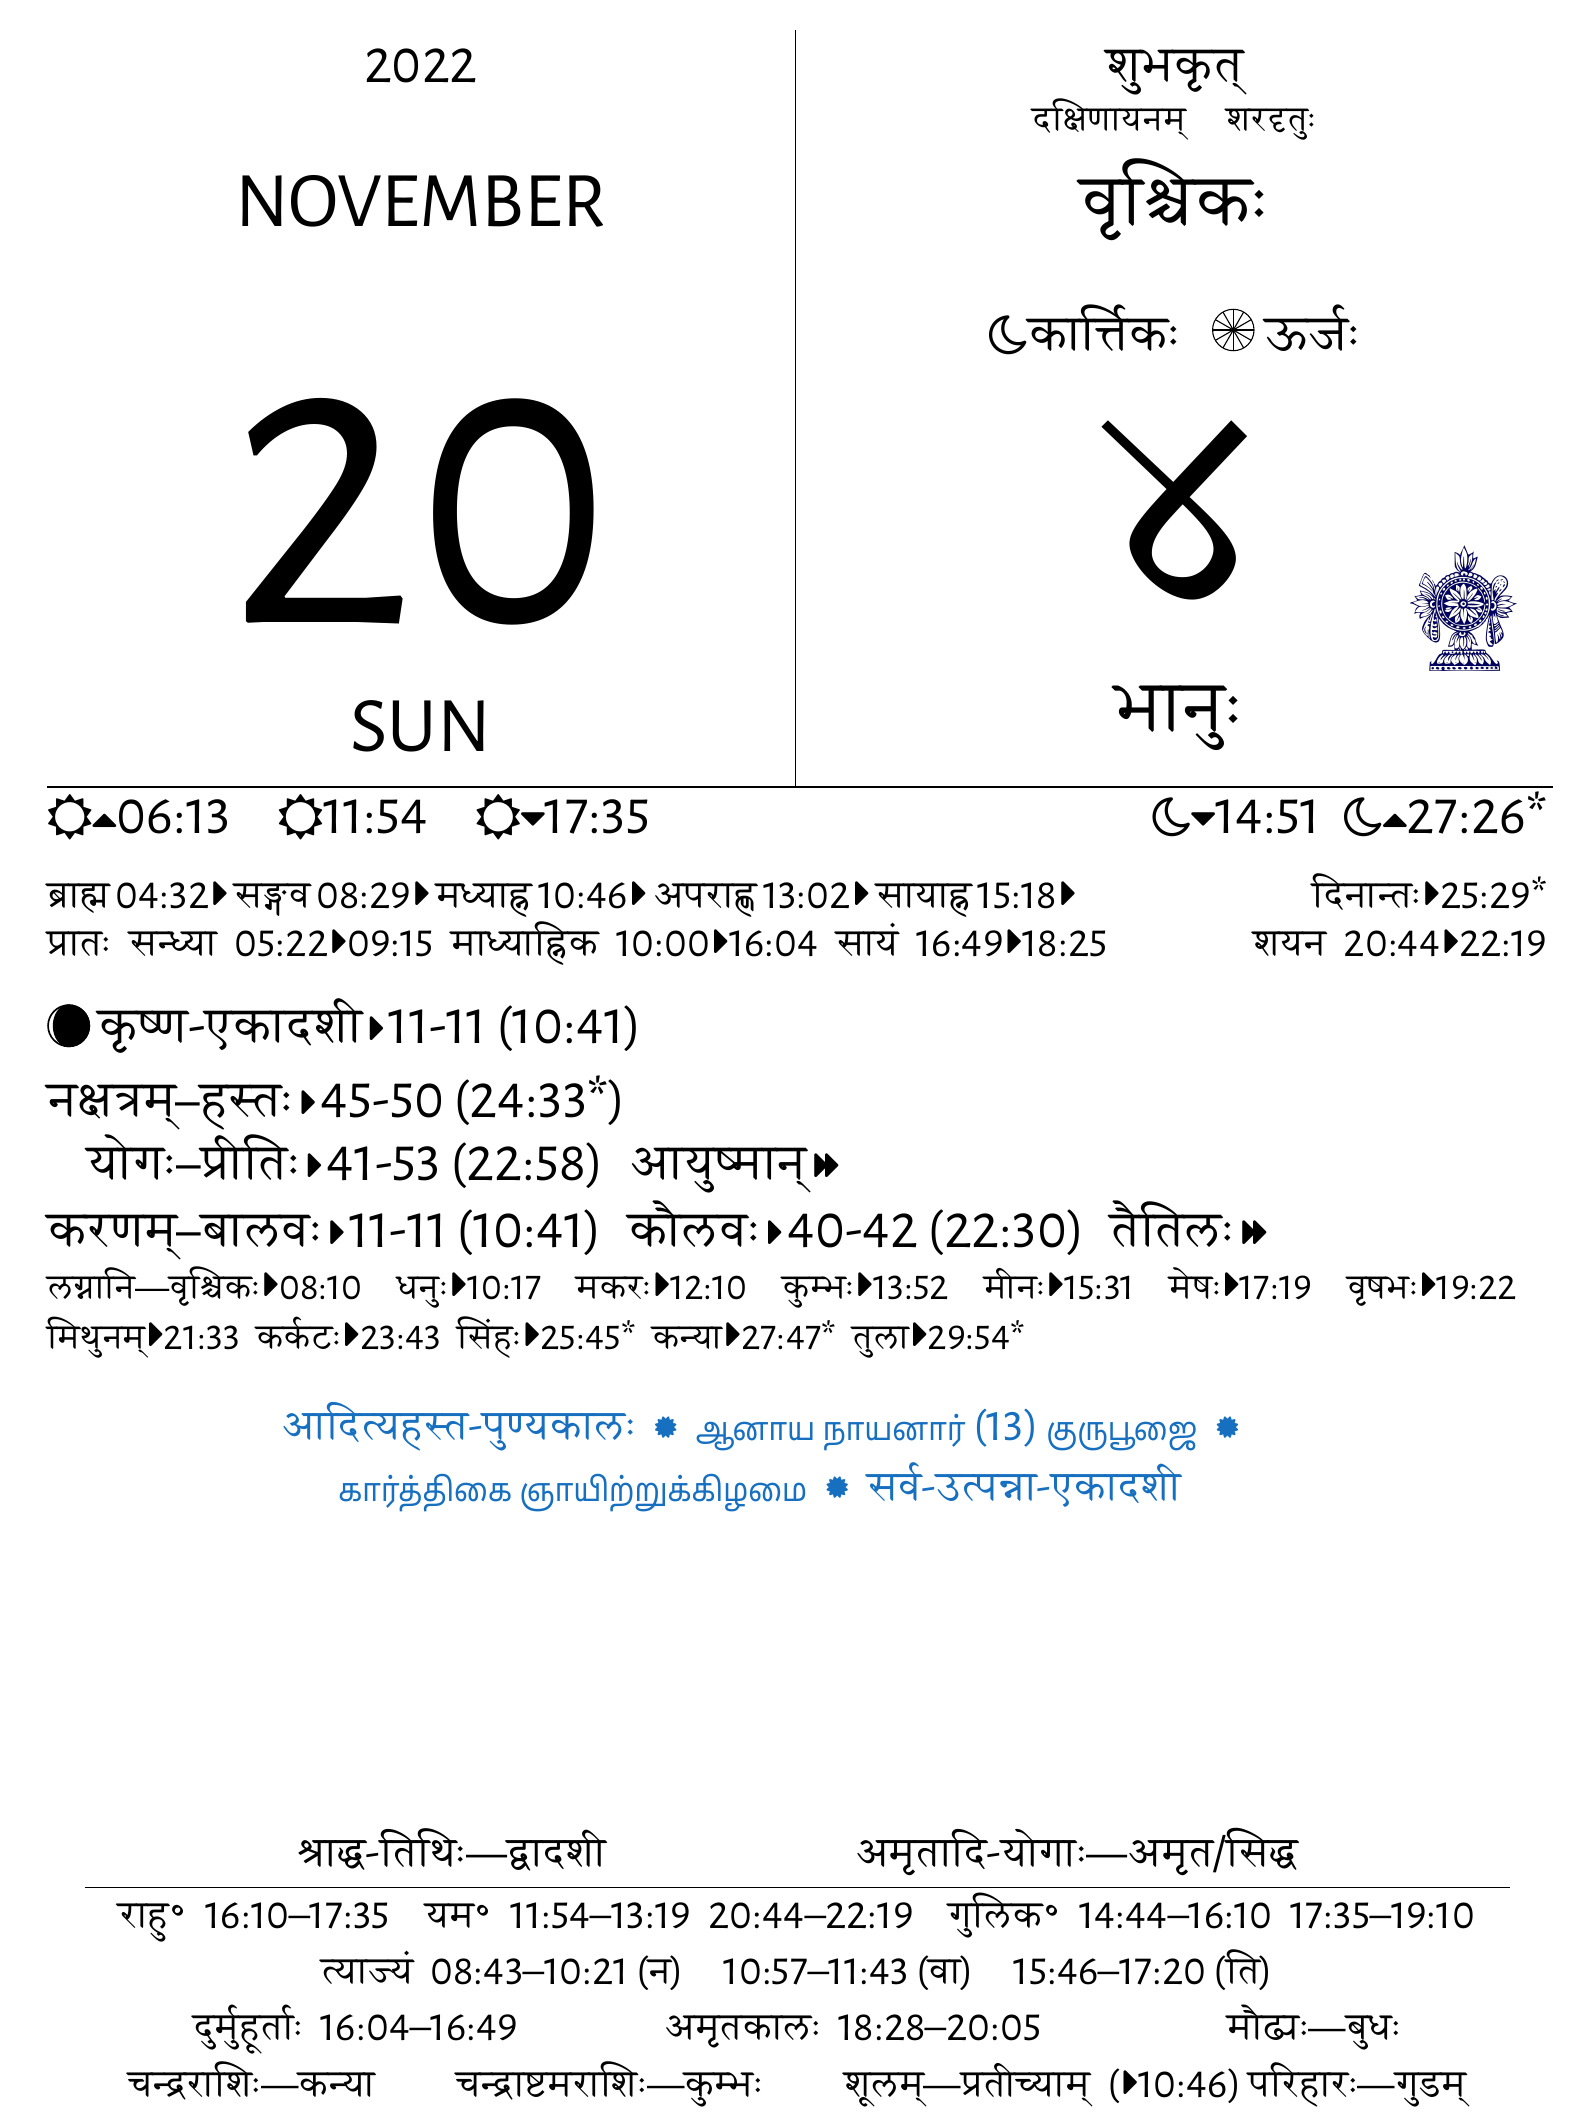 2022
NOVEMBER
20
SUN
शुभकृत्
दक्षिणायनम् शरदृतुः
वृश्चिकः
कार्त्तिकः ऊर्जः
४
भानुः
06:13 11:54 17:35 14:51 27:26*
ब्राह्म 04:32 सङ्गव 08:29 मध्याह्न 10:46 अपराह्ण 13:02 सायाह्न 15:18 दिनान्तः 25:29*
प्रातः सन्ध्या 05:22 09:15 माध्याह्निक 10:00 16:04 सायं 16:49 18:25 शयन 20:44 22:19
कृष्ण-एकादशी 11-11 (10:41)
नक्षत्रम्–हस्तः 45-50 (24:33*)
योगः–प्रीतिः 41-53 (22:58) आयुष्मान्
करणम्–बालवः 11-11 (10:41) कौलवः 40-42 (22:30) तैतिलः
लग्नानि—वृश्चिकः 08:10 धनुः 10:17 मकरः 12:10 कुम्भः 13:52 मीनः 15:31 मेषः 17:19 वृषभः 19:22
मिथुनम् 21:33 कर्कटः 23:43 सिंहः 25:45* कन्या 27:47* तुला 29:54*
आदित्यहस्त-पुण्यकालः ஆனாய நாயனார் (13) குருபூஜை
கார்த்திகை ஞாயிற்றுக்கிழமை सर्व-उत्पन्ना-एकादशी
श्राद्ध-तिथिः—द्वादशी अमृतादि-योगाः—अमृत/सिद्ध
राहु॰ 16:10–17:35 यम॰ 11:54–13:19 20:44–22:19 गुलिक॰ 14:44–16:10 17:35–19:10
त्याज्यं 08:43–10:21 (न) 10:57–11:43 (वा) 15:46–17:20 (ति)
दुर्मुहूर्ताः 16:04–16:49 अमृतकालः 18:28–20:05 मौढ्यः—बुधः
चन्द्रराशिः—कन्या चन्द्राष्टमराशिः—कुम्भः शूलम्—प्रतीच्याम् ( 10:46) परिहारः—गुडम्